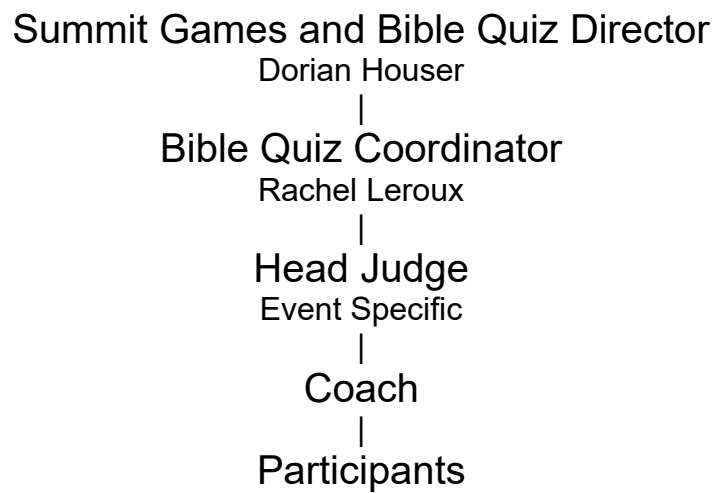 Summit Games and Bible Quiz Director
Dorian Houser
|
Bible Quiz Coordinator
Rachel Leroux
|
Head Judge
Event Specific
|
Coach
|
Participants